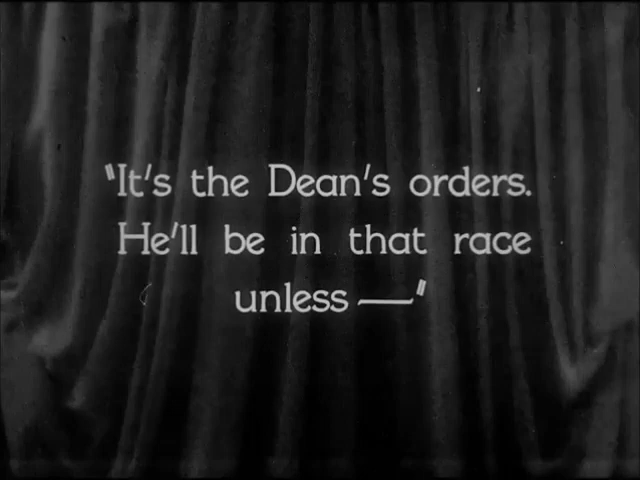 "It's the Dean's orders.
He'll be in that race
unless —"